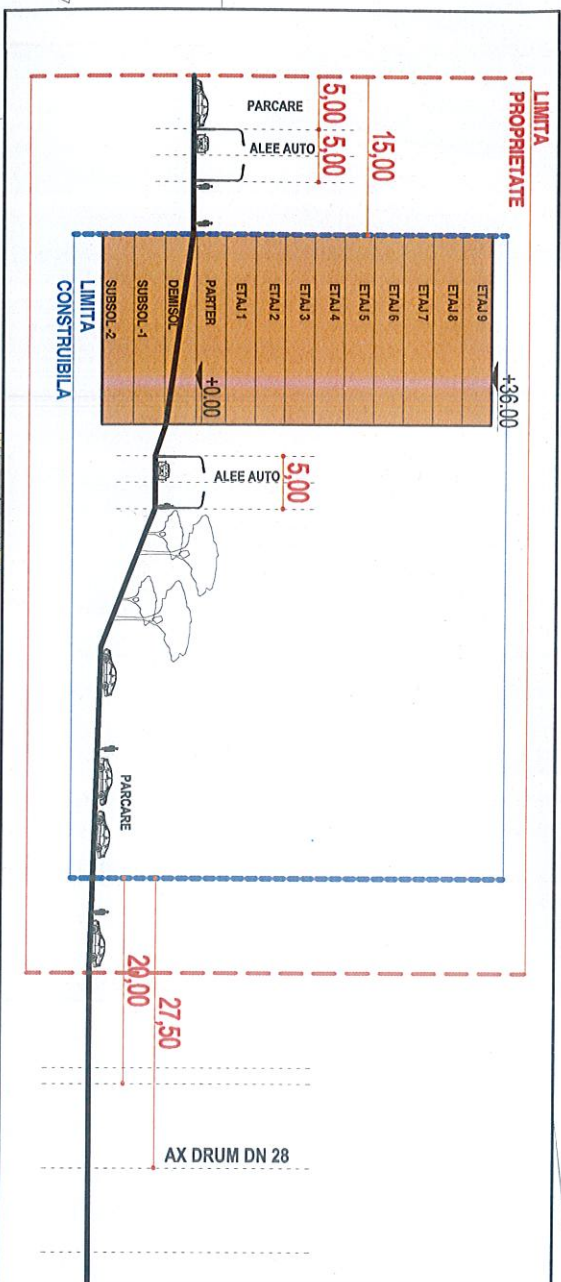 LIMITA
PROPRIETATE
PARCARE
5,00
ALEE AUTO
5,00
15,00
+36.00
ETAJ 9
ETAJ 8
ETAJ 7
ETAJ 6
ETAJ 5
ETAJ 4
ETAJ 3
ETAJ 2
ETAJ 1
PARTER
+0.00
DEMISOL
SUBSOL -1
SUBSOL -2
LIMITA
CONSTRUIBILA
ALEE AUTO
5,00
PARCARE
20,00
27,50
AX DRUM DN 28